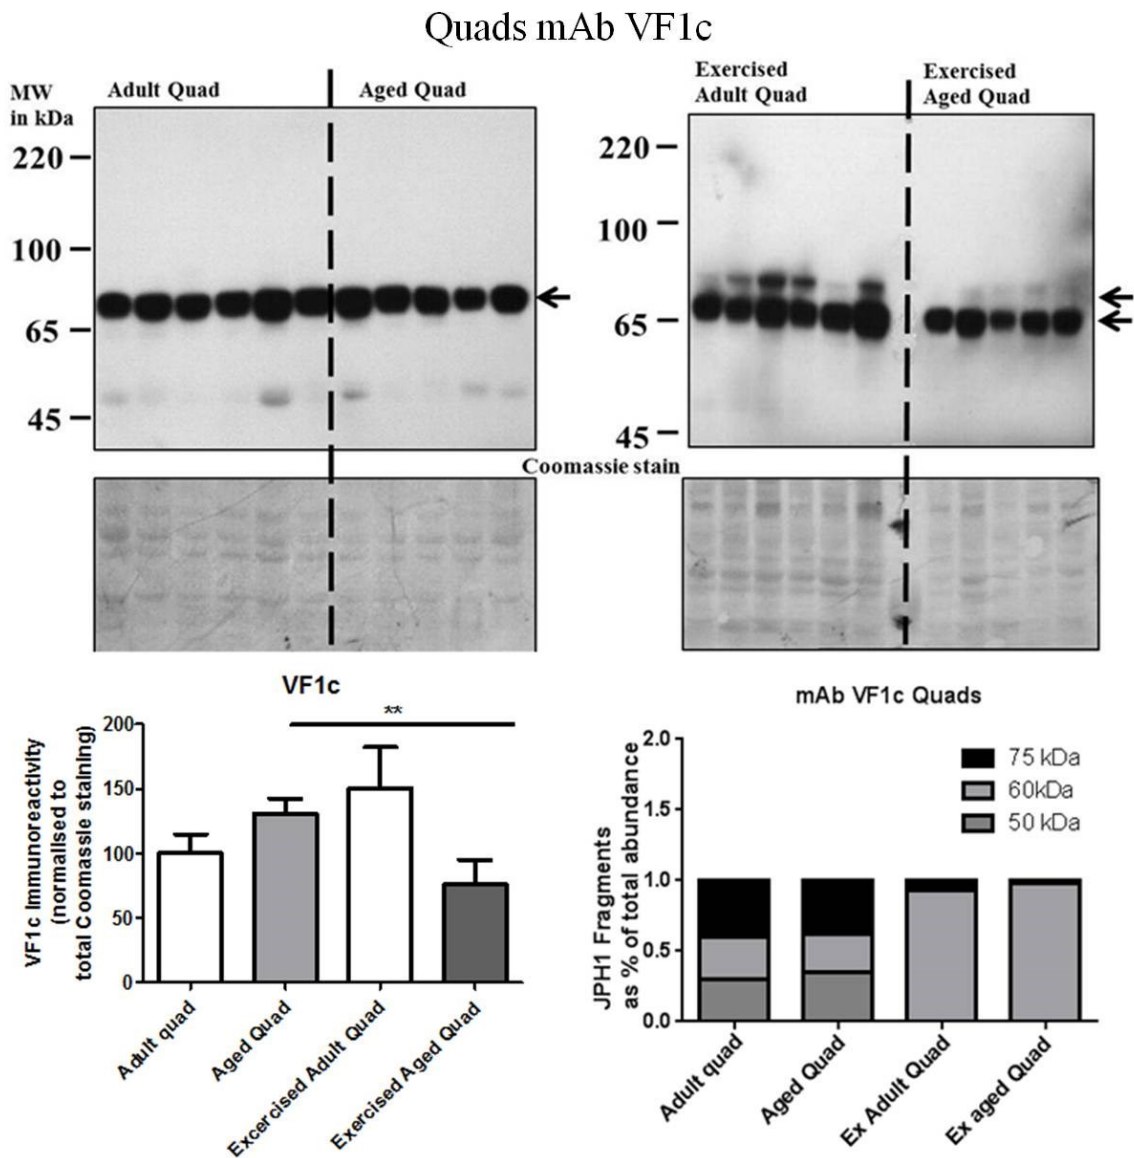 Quads mAb VF1c
MW
in kDa
Adult Quad
Aged Quad
220
100
65
45
Exercised
Adult Quad
Exercised
Aged Quad
220
100
65
45
Coomassie stain
VF1c
**
VF1c Immunoreactivity
(normalised to
total Coomassie staining)
200
150
100
50
0
Adult quad
Aged Quad
Excercised Adult Quad
Exercised Aged Quad
mAb VF1c Quads
JPH1 Fragments
as % of total abundance
2.0
1.5
1.0
0.5
0.0
75 kDa
60kDa
50 kDa
Adult quad
Aged Quad
Ex Adult Quad
Ex aged Quad